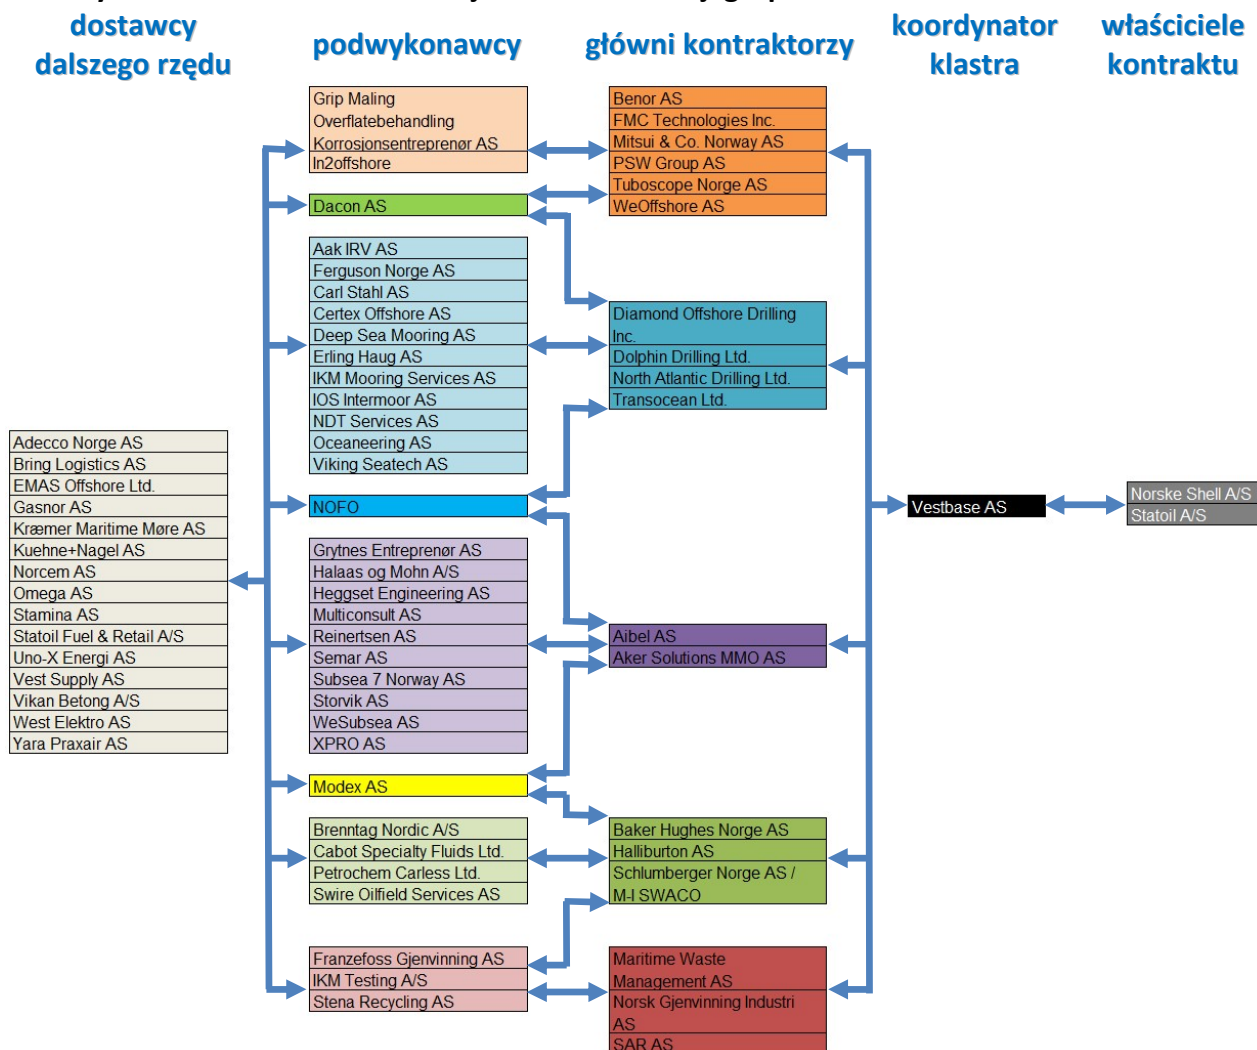 dostawcy
dalszego rzędu
podwykonawcy
główni kontraktorzy
koordynator
klastra
właściciele
kontraktu
Adecco Norge AS
Bring Logistics AS
EMAS Offshore Ltd.
Gasnor AS
Kræmer Maritime Møre AS
Kuehne+Nagel AS
Norcem AS
Omega AS
Stamina AS
Statoil Fuel & Retail A/S
Uno-X Energi AS
Vest Supply AS
Vikan Betong A/S
West Elektro AS
Yara Praxair AS
Grip Maling
Overflatebehandling
Korrosjonsentreprenør AS
In2offshore
Dacon AS
Aak IRV AS
Ferguson Norge AS
Carl Stahl AS
Certex Offshore AS
Deep Sea Mooring AS
Erling Haug AS
IKM Mooring Services AS
IOS Intermoor AS
NDT Services AS
Oceaneering AS
Viking Seatech AS
NOFO
Grytnes Entreprenør AS
Halaas og Mohn A/S
Heggset Engineering AS
Multiconsult AS
Reinertsen AS
Semar AS
Subsea 7 Norway AS
Storvik AS
WeSubsea AS
XPRO AS
Modex AS
Brenntag Nordic A/S
Cabot Specialty Fluids Ltd.
Petrochem Carless Ltd.
Swire Oilfield Services AS
Franzefoss Gjenvinning AS
IKM Testing A/S
Stena Recycling AS
Benor AS
FMC Technologies Inc.
Mitsui & Co. Norway AS
PSW Group AS
Tuboscope Norge AS
WeOffshore AS
Diamond Offshore Drilling
Inc.
Dolphin Drilling Ltd.
North Atlantic Drilling Ltd.
Transocean Ltd.
Aibel AS
Aker Solutions MMO AS
Baker Hughes Norge AS
Halliburton AS
Schlumberger Norge AS /
M-I SWACO
Maritime Waste
Management AS
Norsk Gjenvinning Industri
AS
SAR AS
Vestbase AS
Norske Shell A/S
Statoil A/S